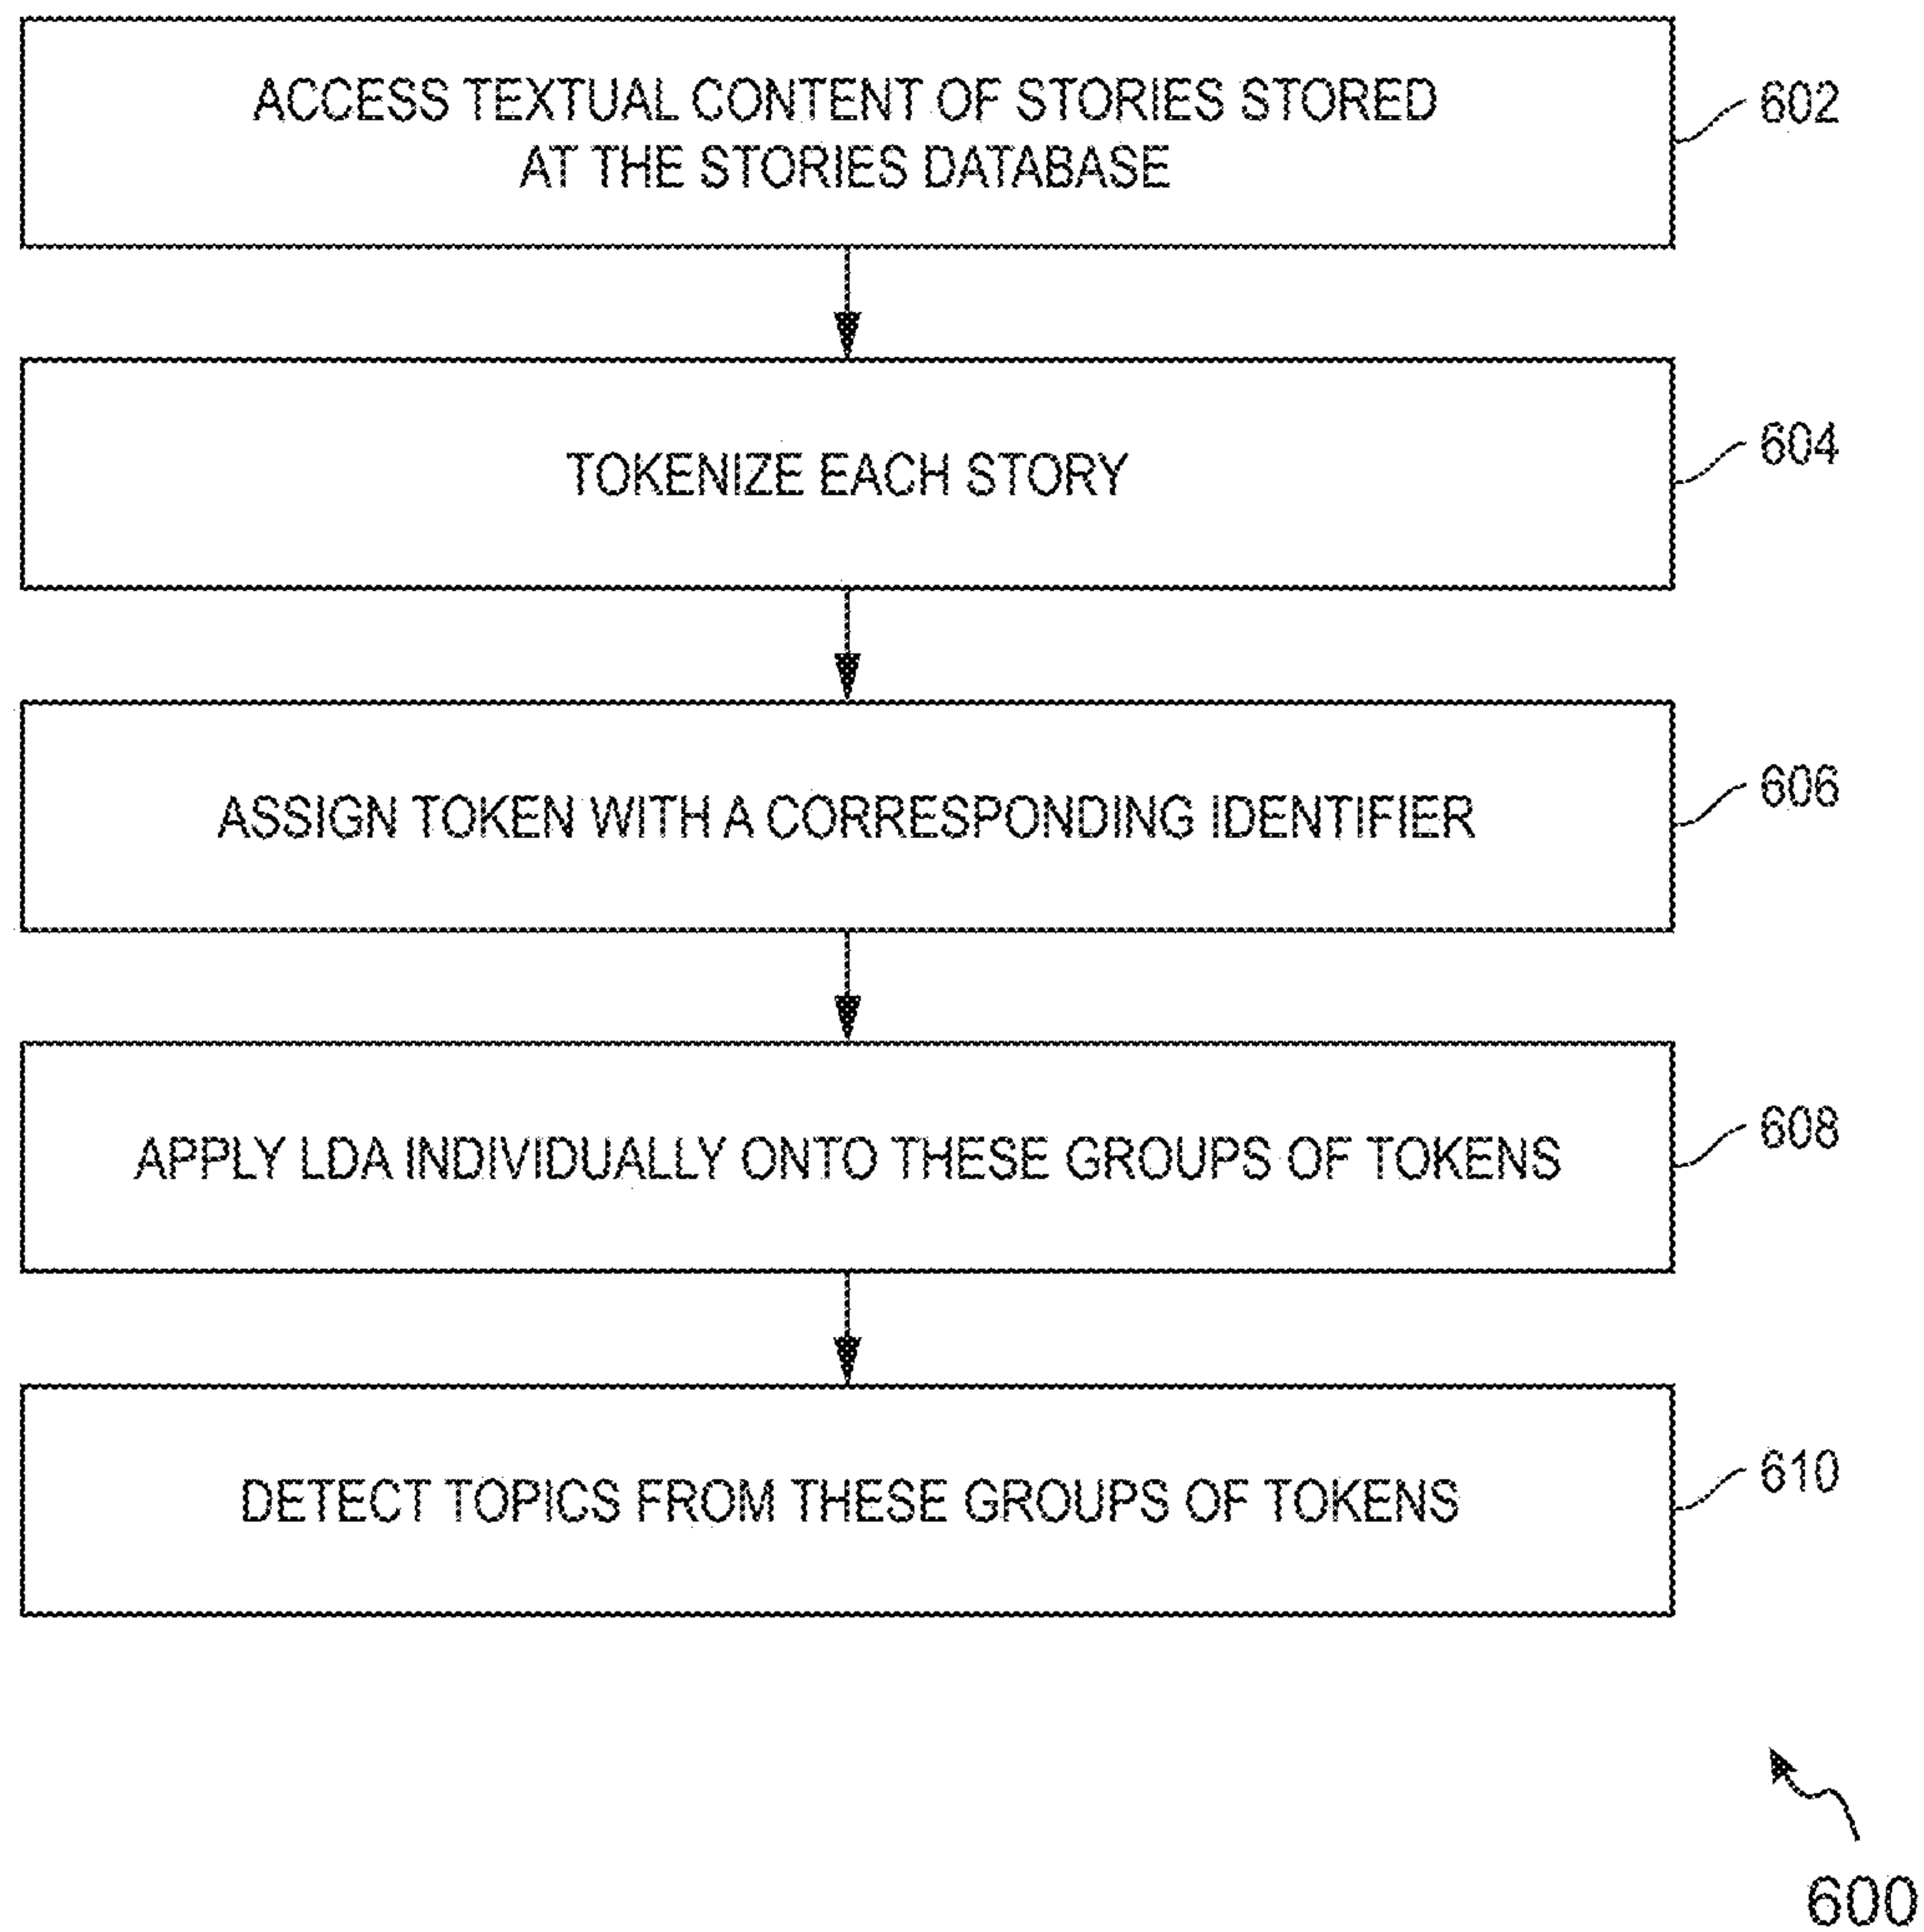 ACCESS TEXTUAL CONTENT OF STORIES STORED
AT THE STORIES DATABASE
602
TOKENIZE EACH STORY
604
ASSIGN TOKEN WITH A CORRESPONDING IDENTIFIER
606
APPLY LDA INDIVIDUALLY ONTO THESE GROUPS OF TOKENS
608
DETECT TOPICS FROM THESE GROUPS OF TOKENS
610
600